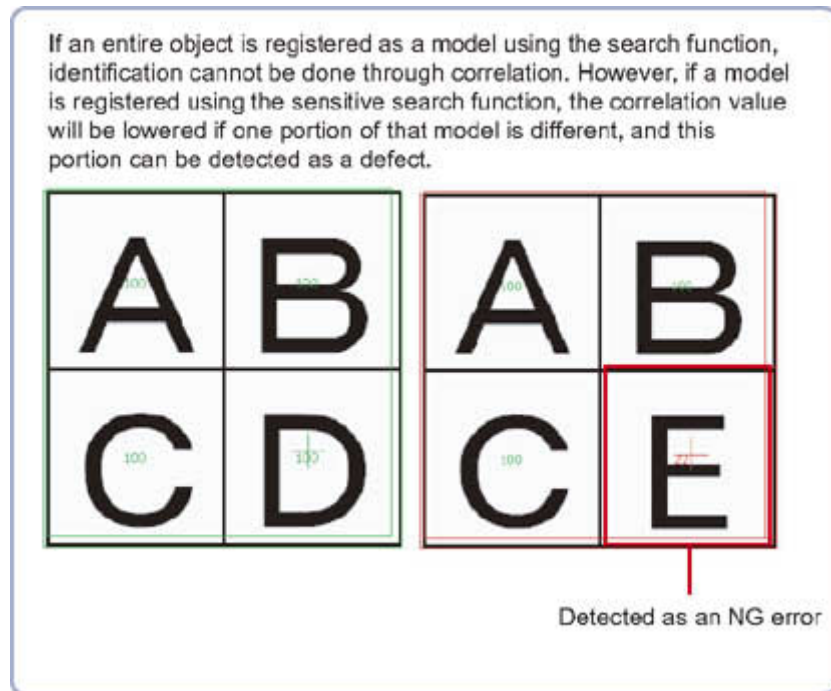 If an entire object is registered as a model using the search function,
identification cannot be done through correlation. However, if a model
is registered using the sensitive search function, the correlation value
will be lowered if one portion of that model is different, and this
portion can be detected as a defect.
A B A B
100 100 100 100
C D C E
100 100 100
Detected as an NG error